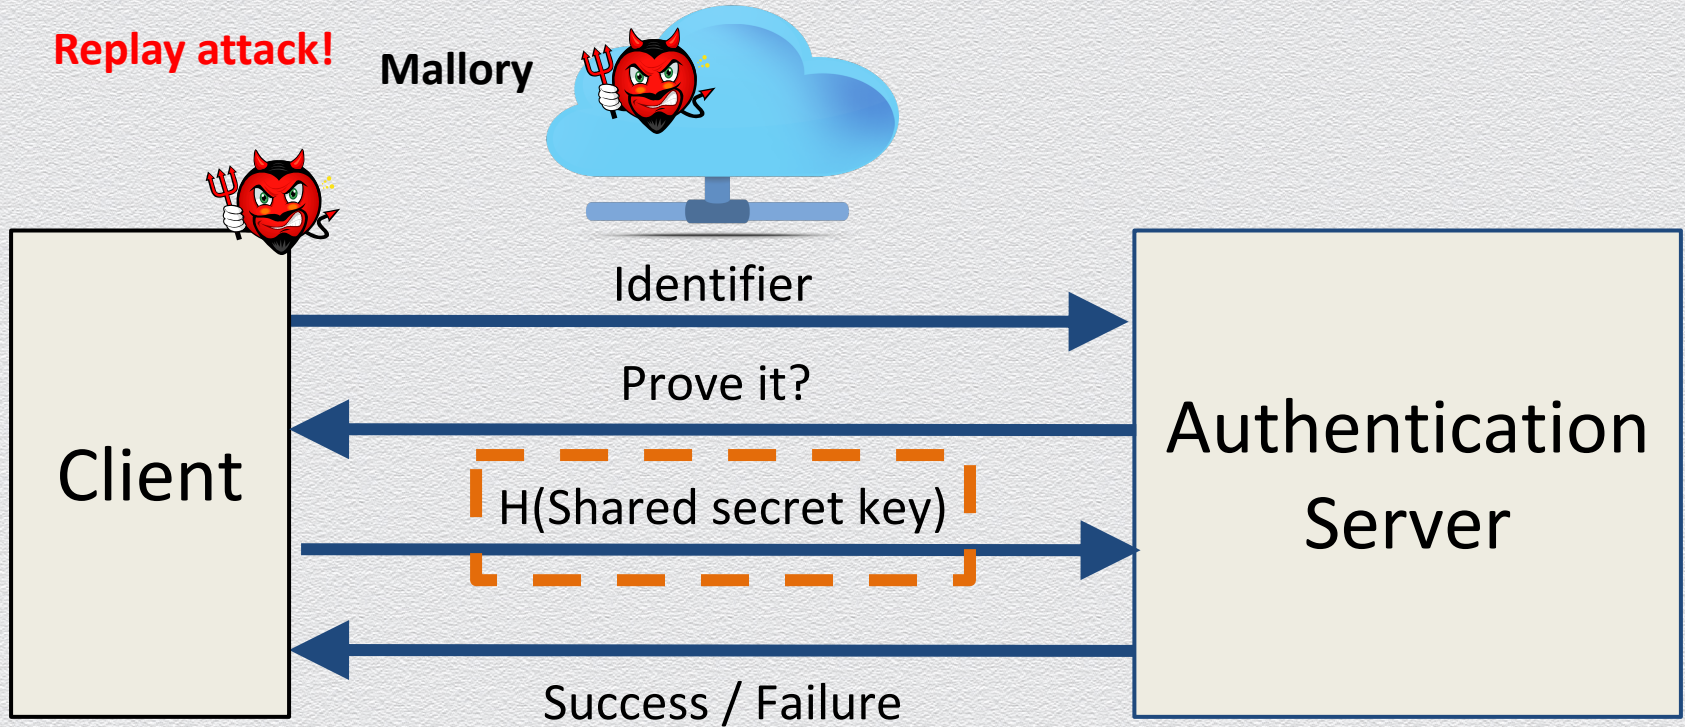 Replay attack!
Mallory
Identifier
Prove it?
Client
H(Shared secret key)
Authentication
Server
Success / Failure